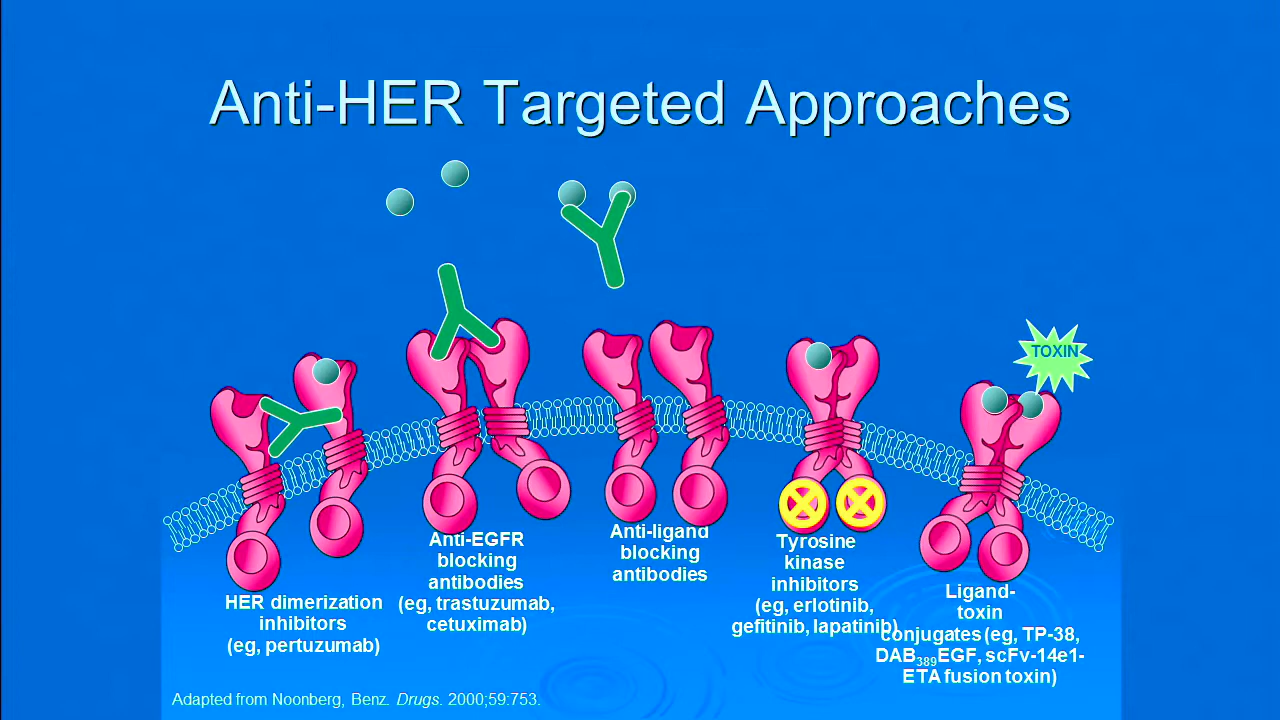 Anti-HER Targeted Approaches
TOXIN
HER dimerization
inhibitors
(eg, pertuzumab)
Anti-EGFR
blocking
antibodies
(eg, trastuzumab,
cetuximab)
Anti-ligand
blocking
antibodies
Tyrosine
kinase
inhibitors
(eg, erlotinib,
gefitinib, lapatinib)
Ligand-
toxin
conjugates (eg, TP-38,
DAB389EGF, scFv-14e1-
ETA fusion toxin)
Adapted from Noonberg, Benz. Drugs. 2000;59:753.